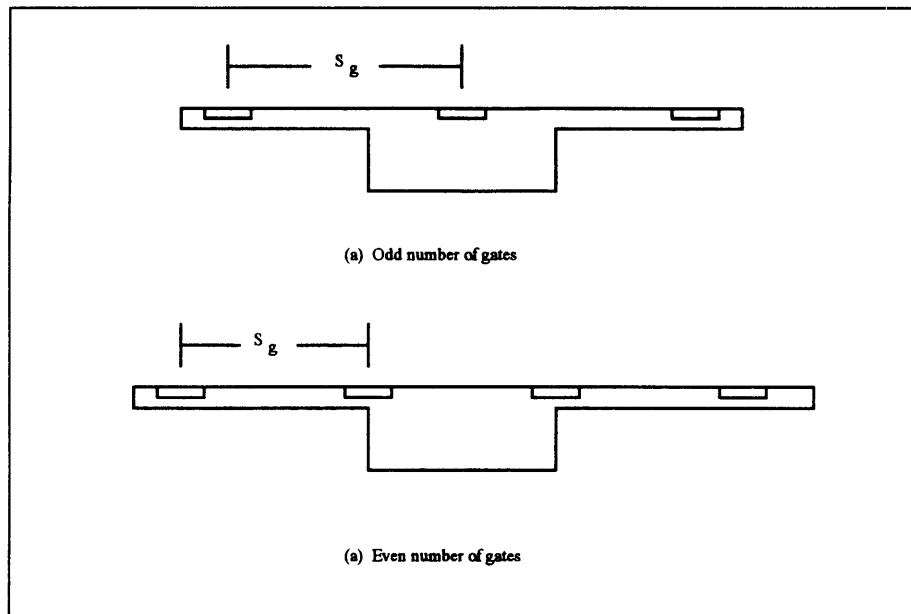 S g
(a) Odd number of gates
S g
(a) Even number of gates